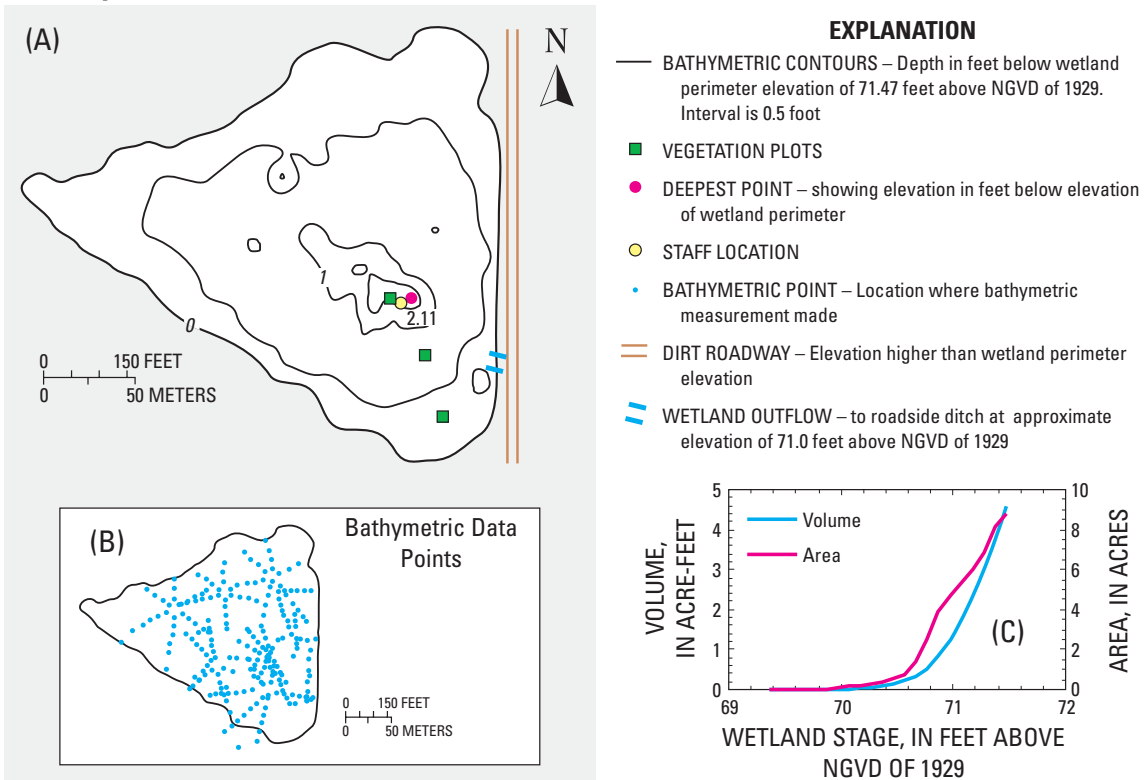 (A)
N
0
1
2.11
0 150 FEET
0 50 METERS
(B)
Bathymetric Data
Points
0 150 FEET
0 50 METERS
EXPLANATION
BATHYMETRIC CONTOURS – Depth in feet below wetland
perimeter elevation of 71.47 feet above NGVD of 1929.
Interval is 0.5 foot
VEGETATION PLOTS
DEEPEST POINT – showing elevation in feet below elevation
of wetland perimeter
STAFF LOCATION
BATHYMETRIC POINT – Location where bathymetric
measurement made
DIRT ROADWAY – Elevation higher than wetland perimeter
elevation
WETLAND OUTFLOW – to roadside ditch at approximate
elevation of 71.0 feet above NGVD of 1929
5
4
3
2
1
0
VOLUME,
IN ACRE-FEET
Volume
Area
(C)
10
8
6
4
2
0
AREA, IN ACRES
69 70 71 72
WETLAND STAGE, IN FEET ABOVE
NGVD OF 1929